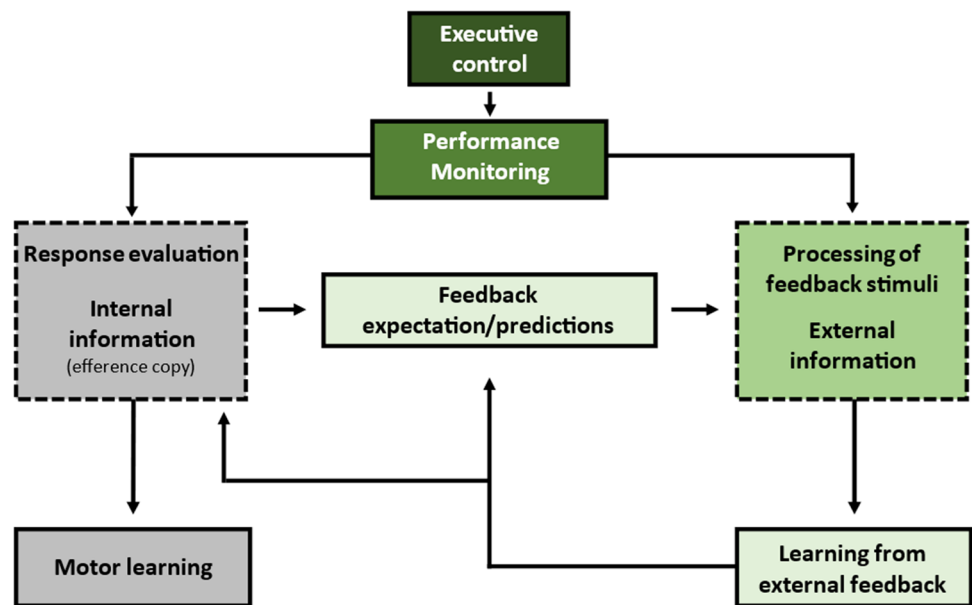 Executive
control
Performance
Monitoring
Response evaluation
Internal
information
(efference copy)
Feedback
expectation/predictions
Processing of
feedback stimuli
External
information
Motor learning
Learning from
external feedback